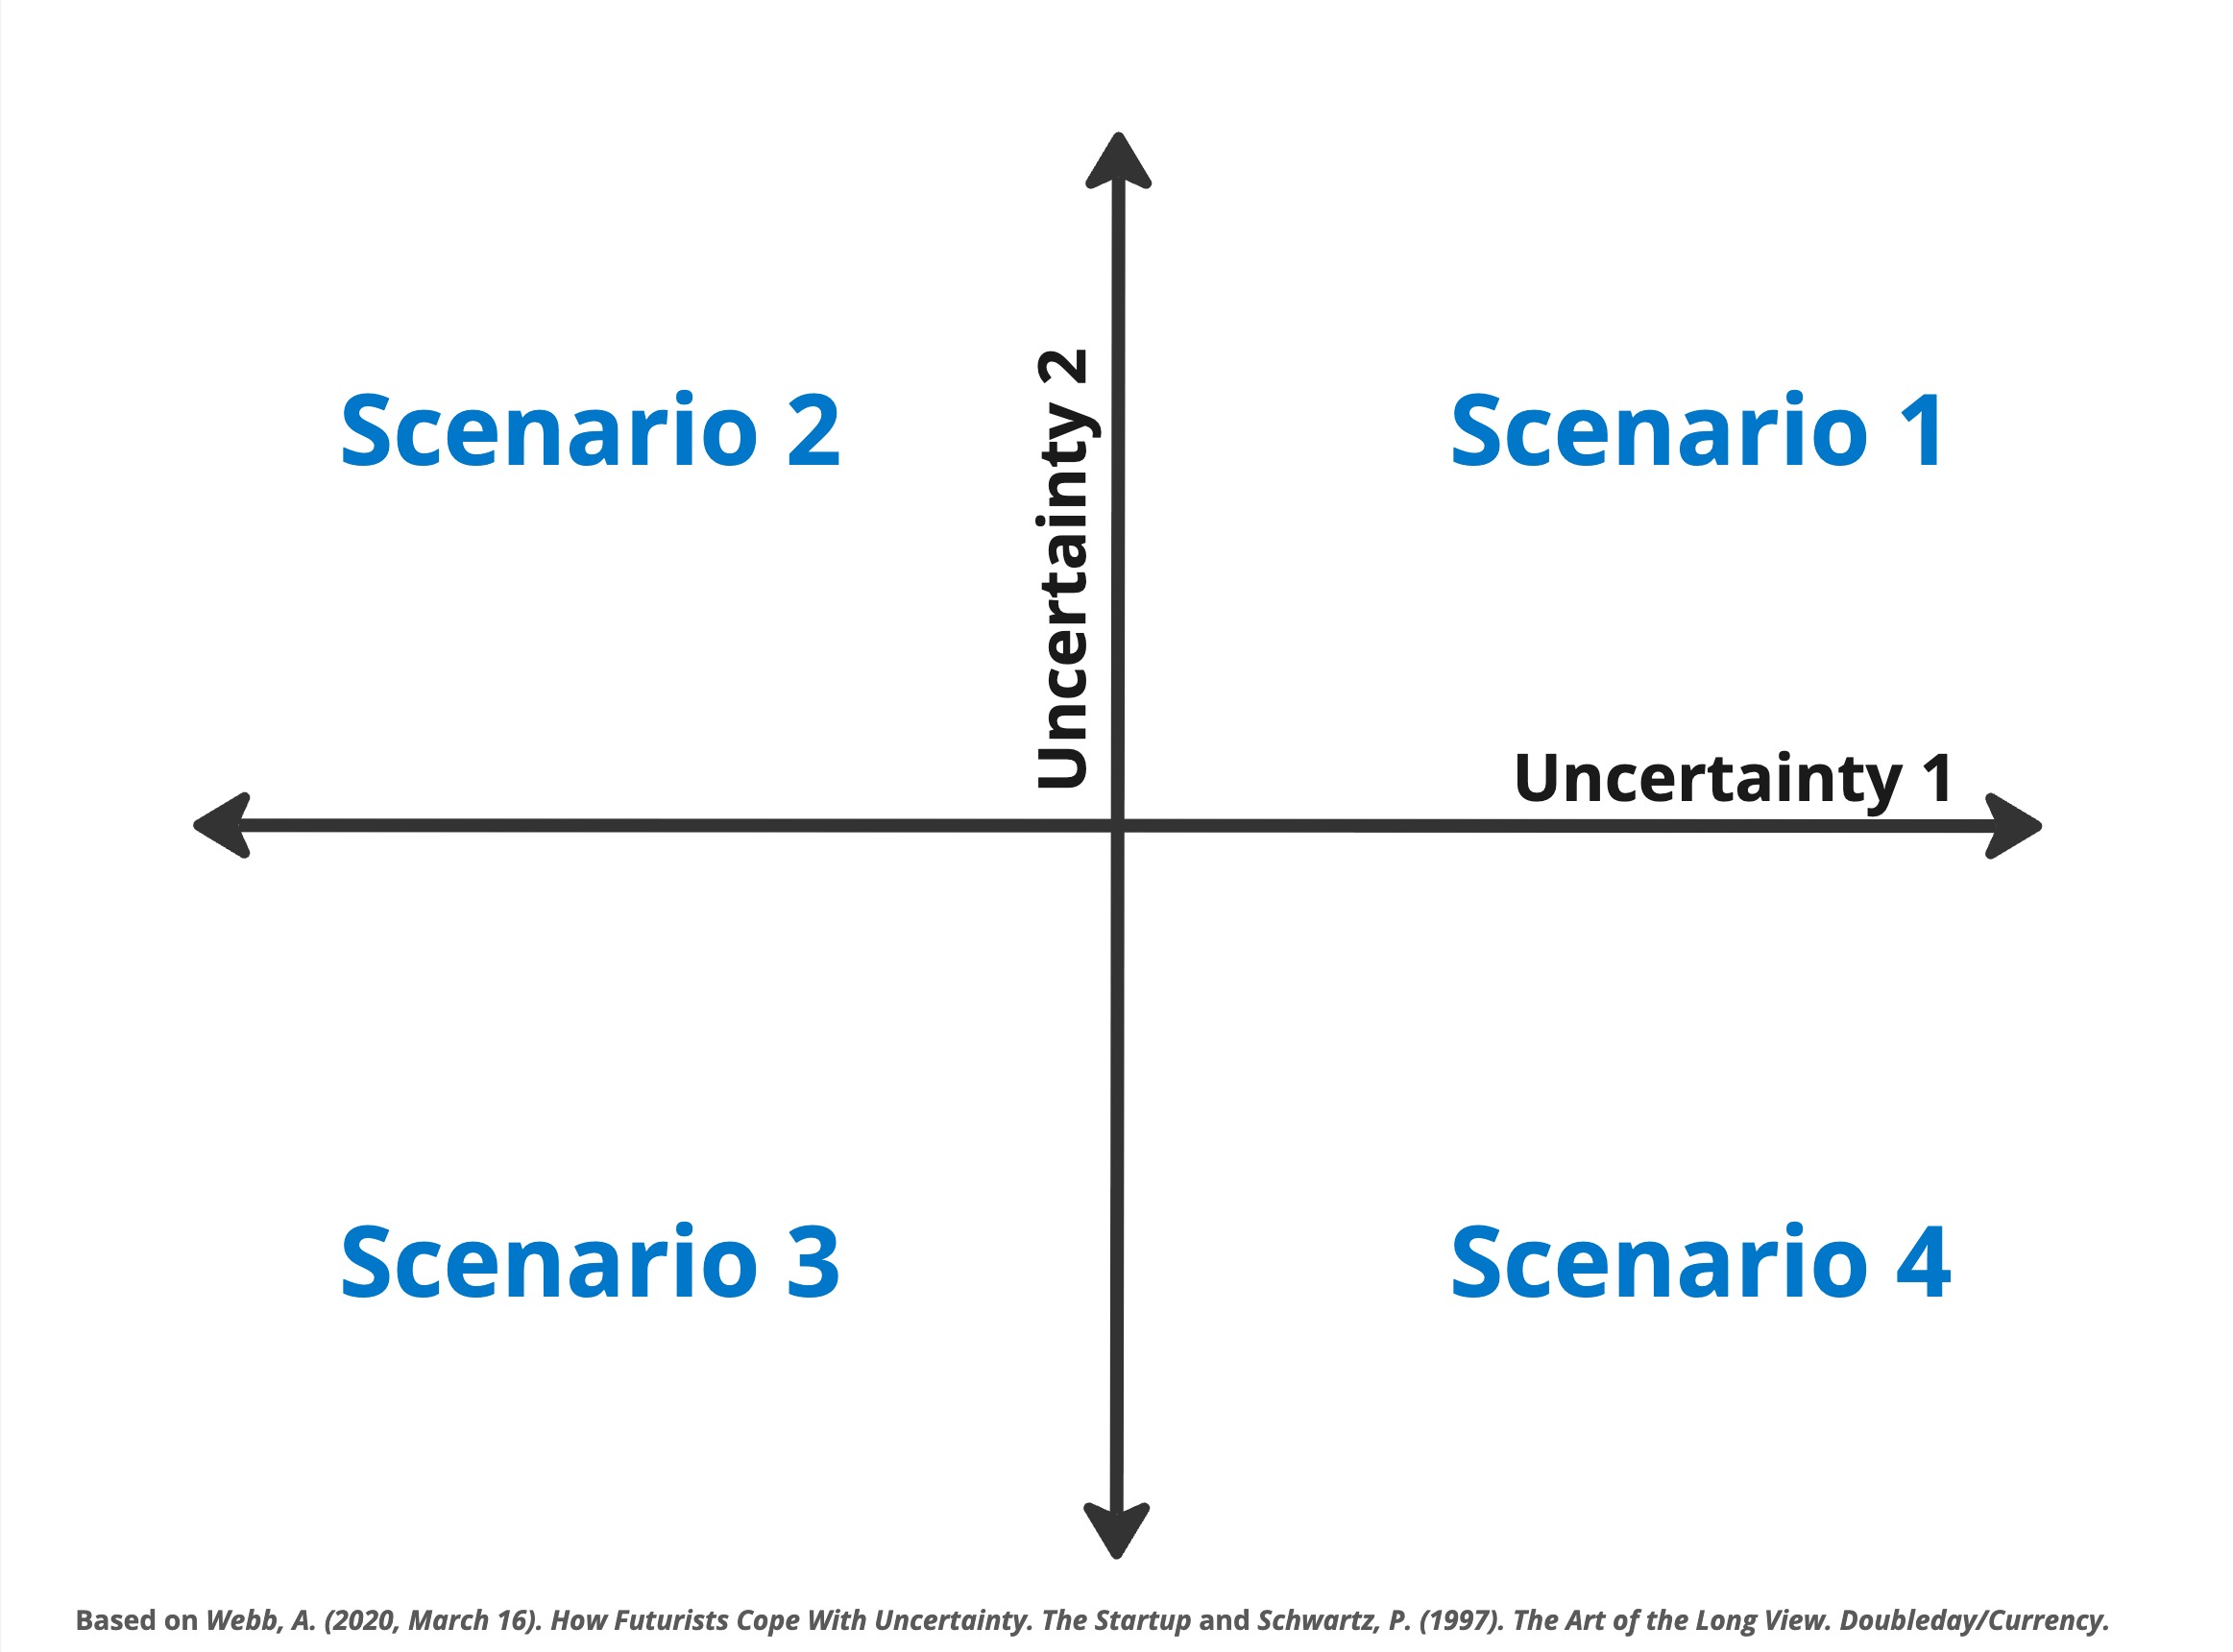 Scenario 2
Scenario 1
Uncertainty 2
Uncertainty 1
Scenario 3
Scenario 4
Based on Webb, A. (2020, March 16). How Futurists Cope With Uncertainty. The Startup and Schwartz, P. (1997). The Art of the Long View. Doubleday/Currency.